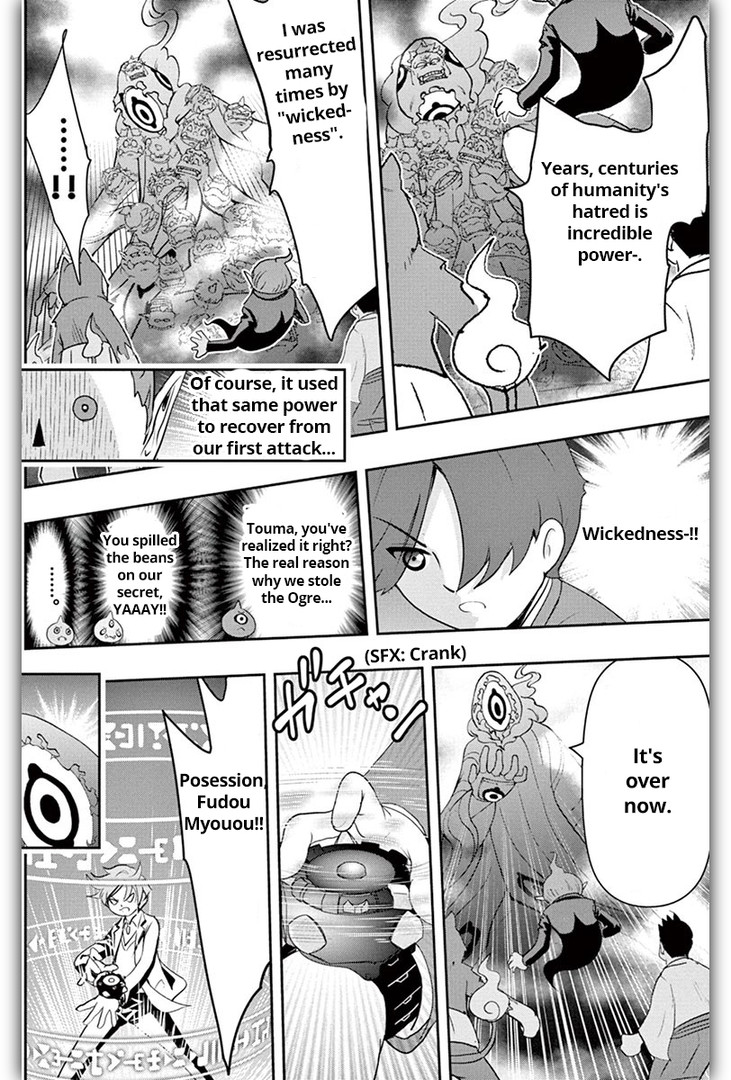 Years, centuries
of humanity's
hatred is
incredible
power-.
I was
resurrected
many
times by
"wicked-
ness".
......!!
Of course, it used
that same power
to recover from
our first attack...
Wickedness-!!
Touma, you've
realized it right?
The real reason
why we stole
the Ogre...
You spilled
the beans
on our
secret,
YAAAY!!
......。
It's
over
now.
(SFX: Crank)
ガチャ・ン
Posession,
Fudou
Myouou!!